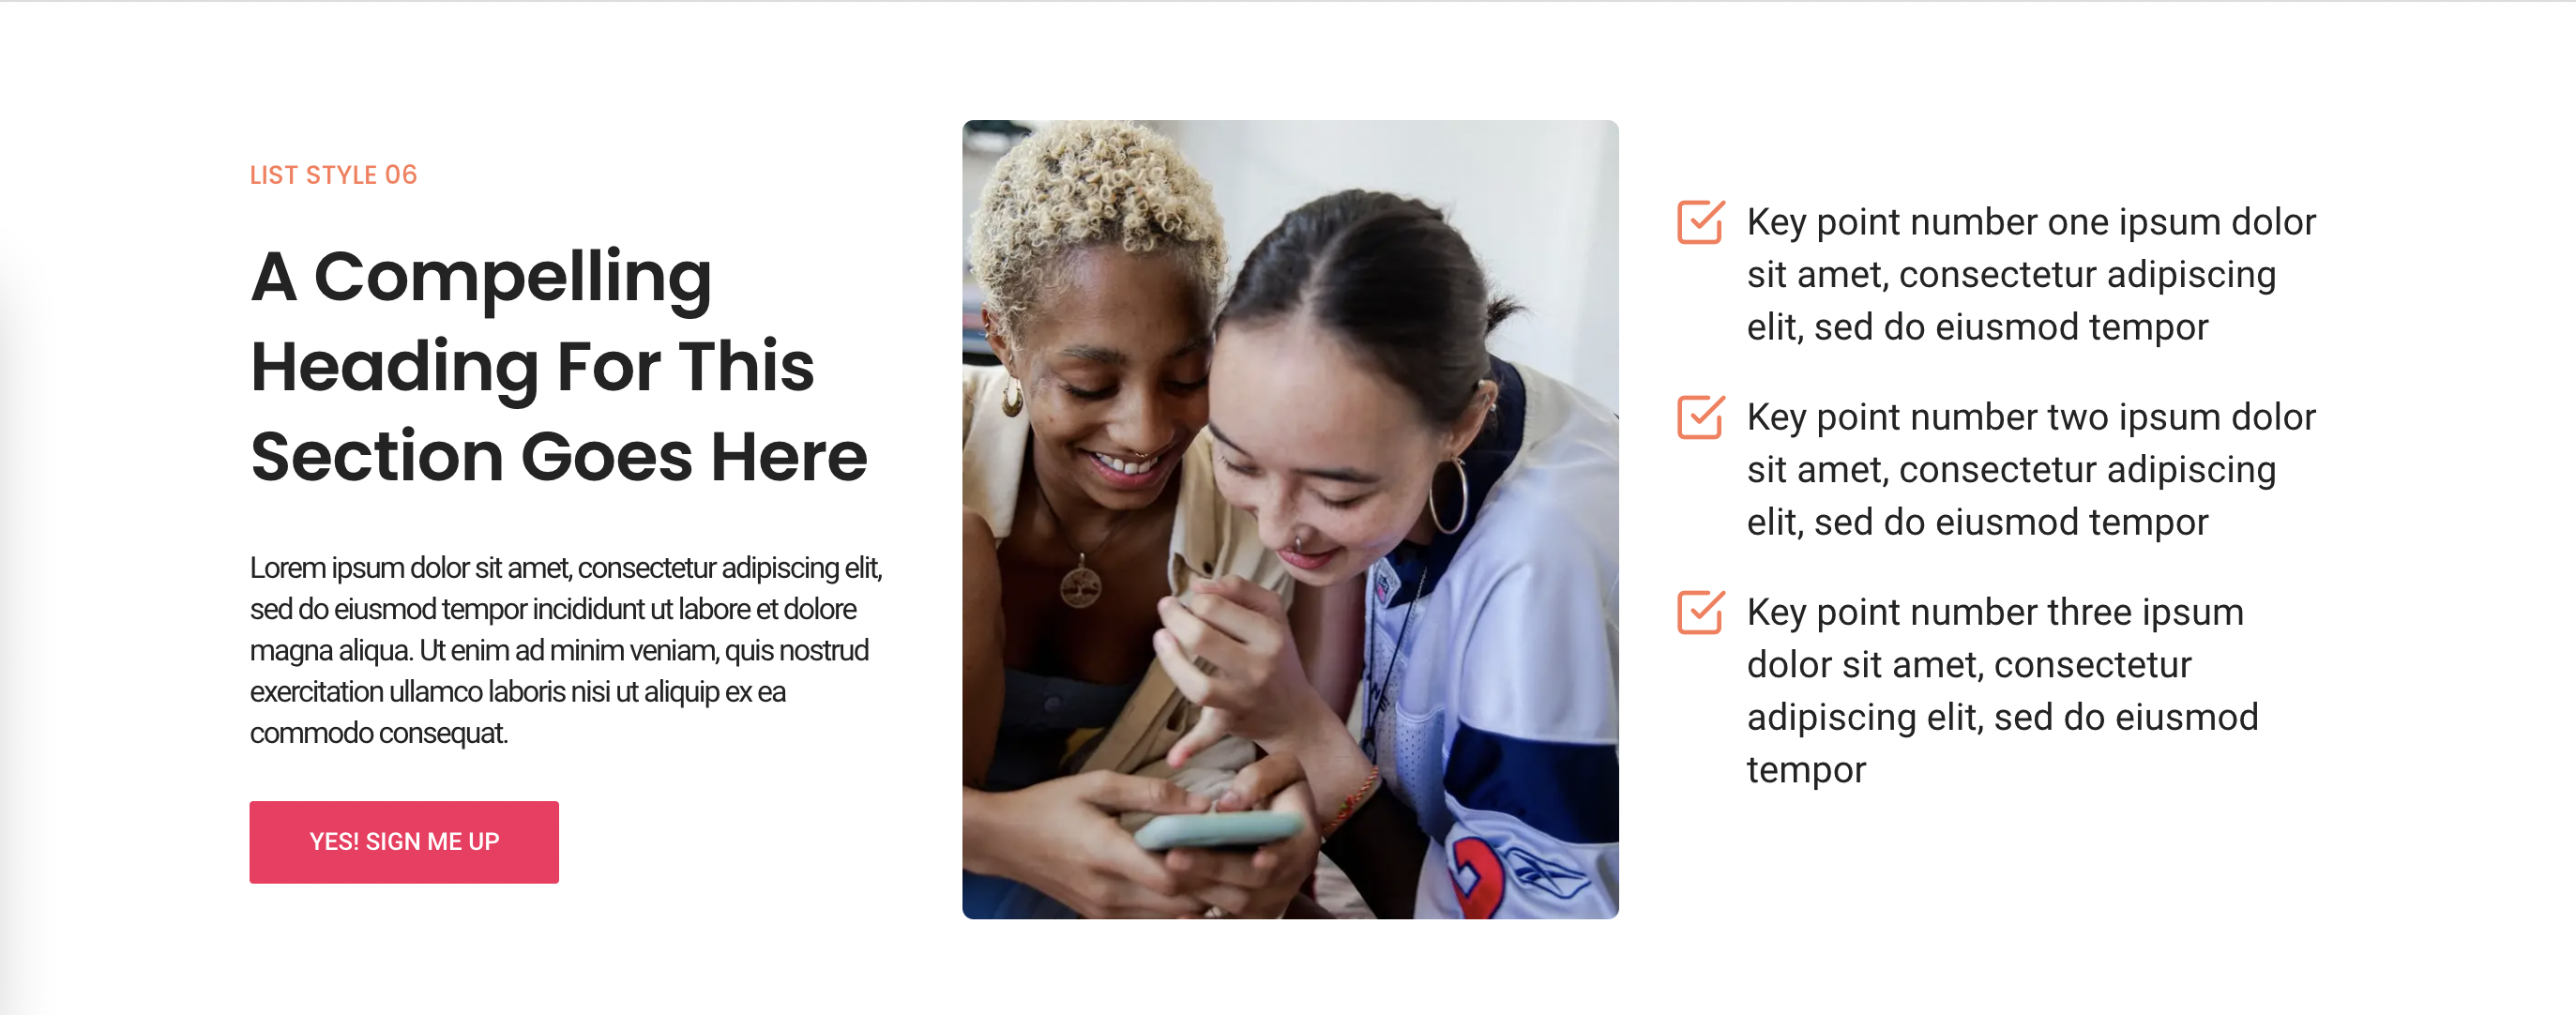 LIST STYLE 06
A Compelling
Heading For This
Section Goes Here
Lorem ipsum dolor sit amet, consectetur adipiscing elit,
sed do eiusmod tempor incididunt ut labore et dolore
magna aliqua. Ut enim ad minim veniam, quis nostrud
exercitation ullamco laboris nisi ut aliquip ex ea
commodo consequat.
YES! SIGN ME UP
Key point number one ipsum dolor
sit amet, consectetur adipiscing
elit, sed do eiusmod tempor
Key point number two ipsum dolor
sit amet, consectetur adipiscing
elit, sed do eiusmod tempor
Key point number three ipsum
dolor sit amet, consectetur
adipiscing elit, sed do eiusmod
tempor